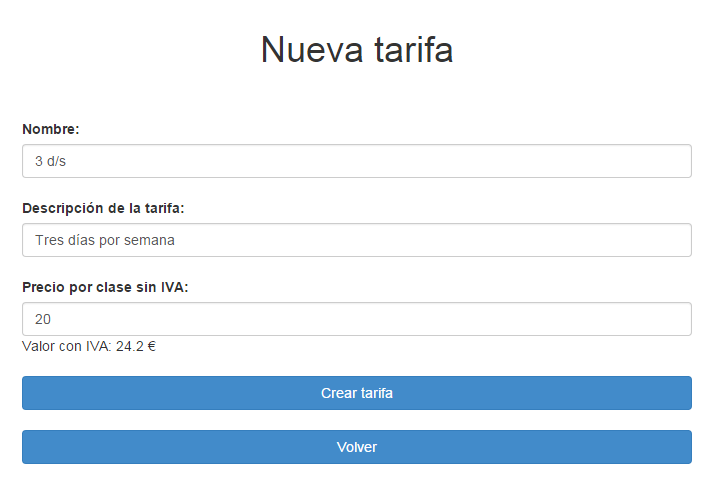 Nueva tarifa
Nombre:
3 d/s
Descripción de la tarifa:
Tres días por semana
Precio por clase sin IVA:
20
Valor con IVA: 24.2 €
Crear tarifa
Volver